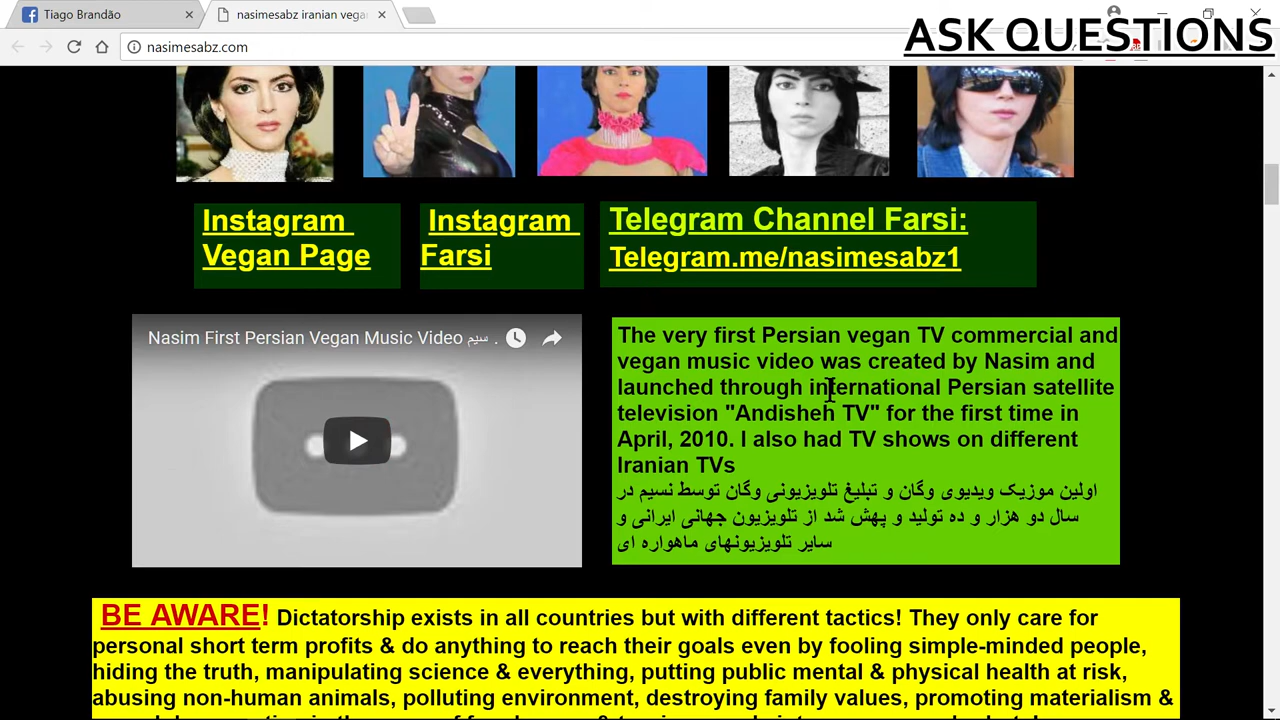 Tiago Brandão
nasimesabz iranian vega
ASK QUESTIONS
nasimesabz.com
Instagram
Vegan Page
Instagram
Farsi
Telegram Channel Farsi:
Telegram.me/nasimesabz1
Nasim First Persian Vegan Music Video . سیم
The very first Persian vegan TV commercial and
vegan music video was created by Nasim and
launched through international Persian satellite
television "Andisheh TV" for the first time in
April, 2010. I also had TV shows on different
Iranian TVs
اولین موزیک ویدیوی وگان و تبلیغ تلویزیونی وگان توسط نسیم در
سال دو هزار و ده تولید و پهش شد از تلویزیون جهانی ایرانی و
سایر تلویزیونهای ماهواره ای
BE AWARE! Dictatorship exists in all countries but with different tactics! They only care for
personal short term profits & do anything to reach their goals even by fooling simple-minded people,
hiding the truth, manipulating science & everything, putting public mental & physical health at risk,
abusing non-human animals, polluting environment, destroying family values, promoting materialism &